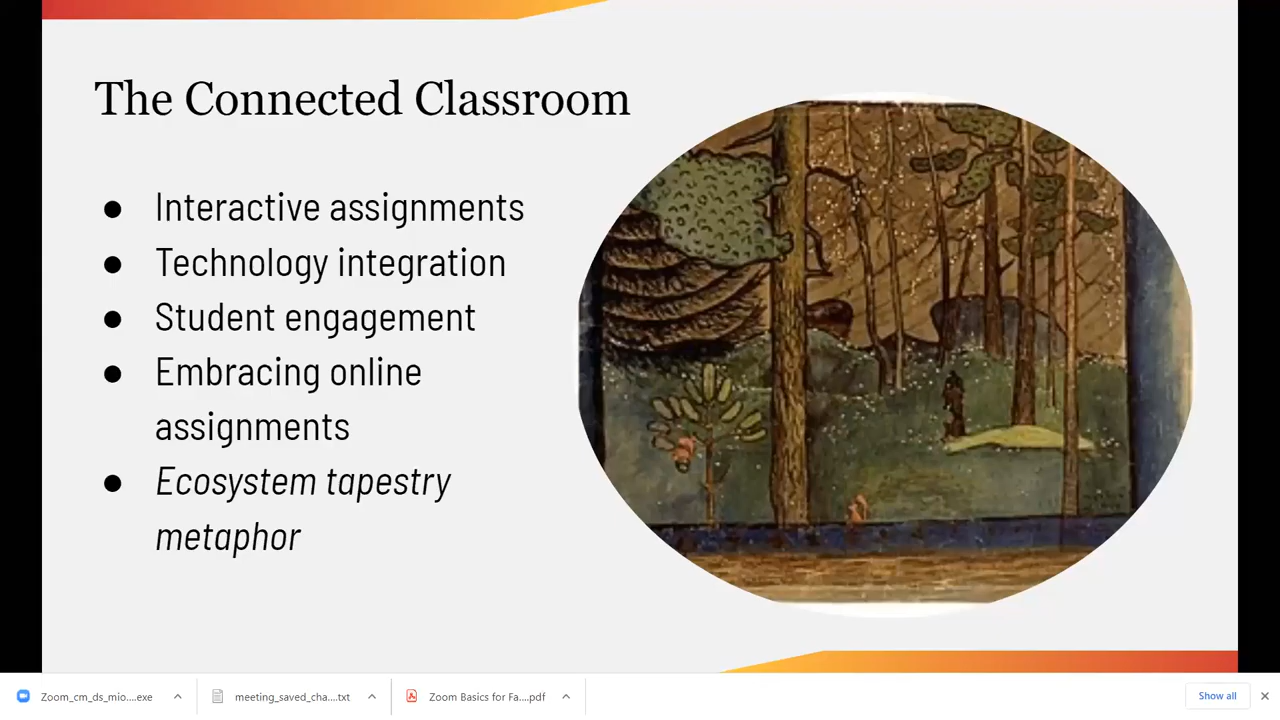 The Connected Classroom
● Interactive assignments
● Technology integration
● Student engagement
● Embracing online
assignments
● Ecosystem tapestry
metaphor
Zoom_cm_ds_mio....exe
meeting_saved_cha....txt
Zoom Basics for Fa....pdf
Show all